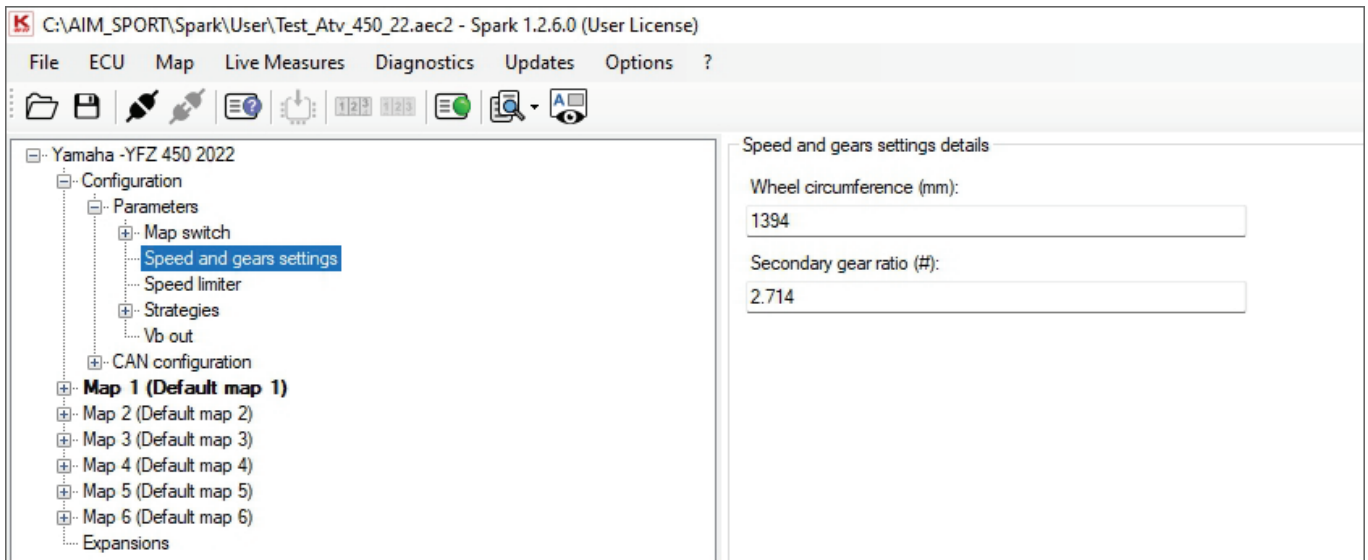 C:\AIM_SPORT\Spark\User\Test_Atv_450_22.aec2 - Spark 1.2.6.0 (User License)
File ECU Map Live Measures Diagnostics Updates Options ?
Yamaha -YFZ 450 2022
Configuration
Parameters
Map switch
Speed and gears settings
Speed limiter
Strategies
Vb out
CAN configuration
Map 1 (Default map 1)
Map 2 (Default map 2)
Map 3 (Default map 3)
Map 4 (Default map 4)
Map 5 (Default map 5)
Map 6 (Default map 6)
Expansions
Speed and gears settings details
Wheel circumference (mm):
1394
Secondary gear ratio (#):
2.714